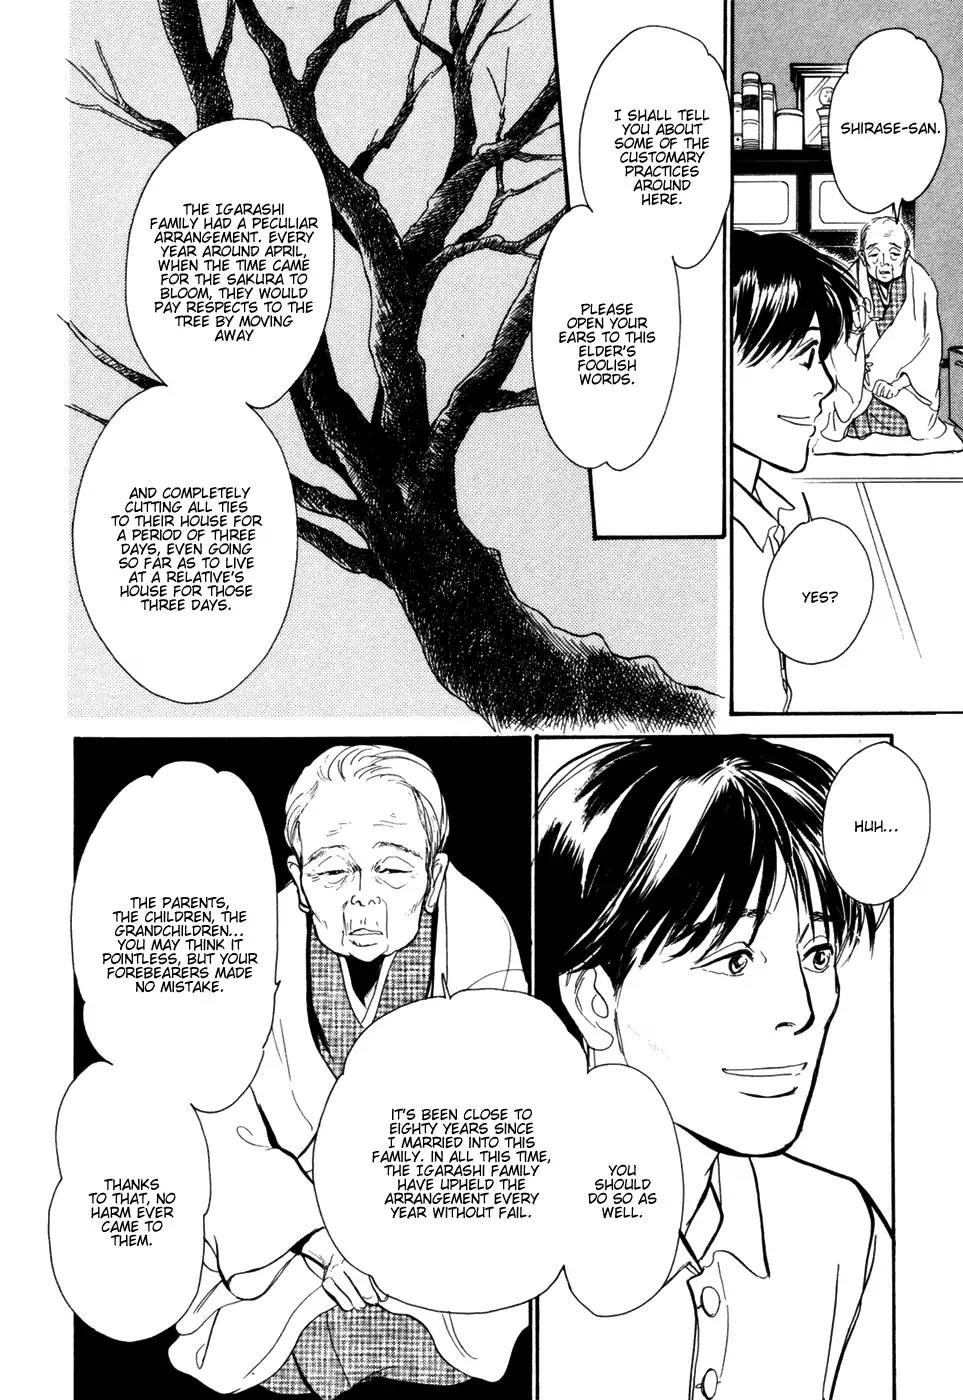 SHIRASE-SAN.
YES?
I SHALL TELL
YOU ABOUT
SOME OF THE
CUSTOMARY
PRACTICES
AROUND
HERE.
PLEASE
OPEN YOUR
EARS TO THIS
ELDER'S
FOOLISH
WORDS.
THE IGARASHI
FAMILY HAD A PECULIAR
ARRANGEMENT. EVERY
YEAR AROUND APRIL,
WHEN THE TIME CAME
FOR THE SAKURA TO
BLOOM, THEY WOULD
PAY RESPECTS TO THE
TREE BY MOVING
AWAY
AND COMPLETELY
CUTTING ALL TIES
TO THEIR HOUSE FOR
A PERIOD OF THREE
DAYS, EVEN GOING
SO FAR AS TO LIVE
AT A RELATIVE'S
HOUSE FOR THOSE
THREE DAYS.
HUH...
YOU
SHOULD
DO SO AS
WELL.
IT'S BEEN CLOSE TO
EIGHTY YEARS SINCE
I MARRIED INTO THIS
FAMILY. IN ALL THIS TIME,
THE IGARASHI FAMILY
HAVE UPHELD THE
ARRANGEMENT EVERY
YEAR WITHOUT FAIL.
THE PARENTS,
THE CHILDREN, THE
GRANDCHILDREN...
YOU MAY THINK IT
POINTLESS, BUT YOUR
FOREBEARERS MADE
NO MISTAKE.
THANKS
TO THAT, NO
HARM EVER
CAME TO
THEM.